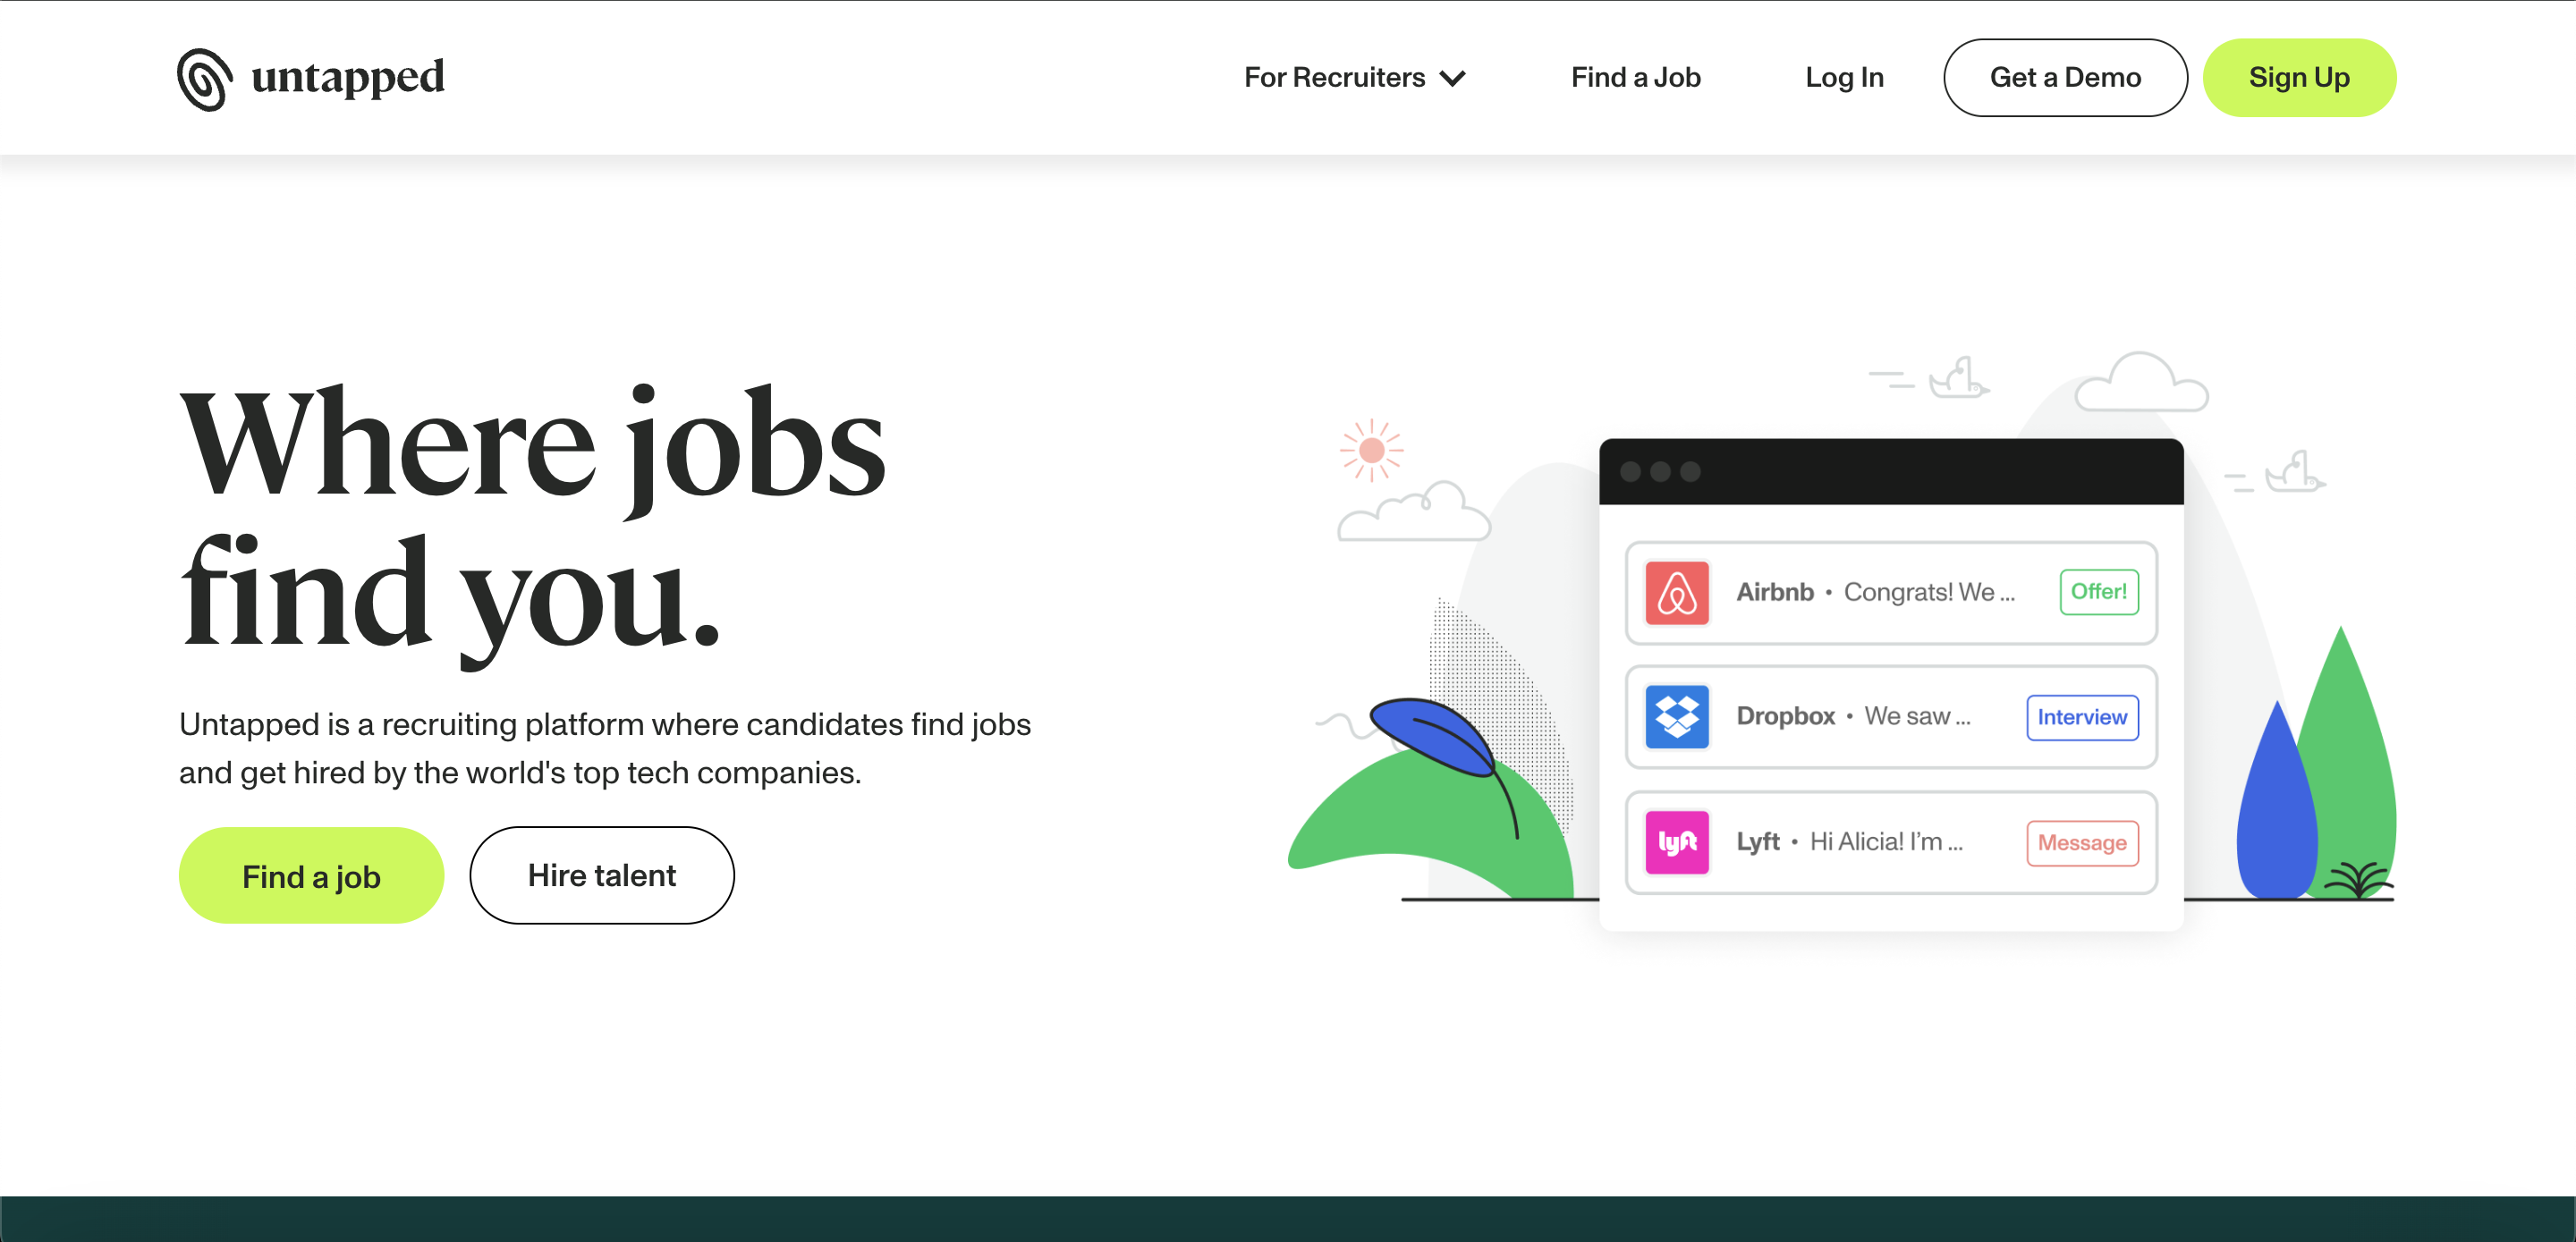 untapped
For Recruiters
Find a Job
Log In
Get a Demo
Sign Up
Where jobs
find you.
Untapped is a recruiting platform where candidates find jobs
and get hired by the world's top tech companies.
Find a job
Hire talent
Airbnb • Congrats! We ...
Offer!
Dropbox • We saw ...
Interview
lyft
Lyft • Hi Alicia! I’m ...
Message